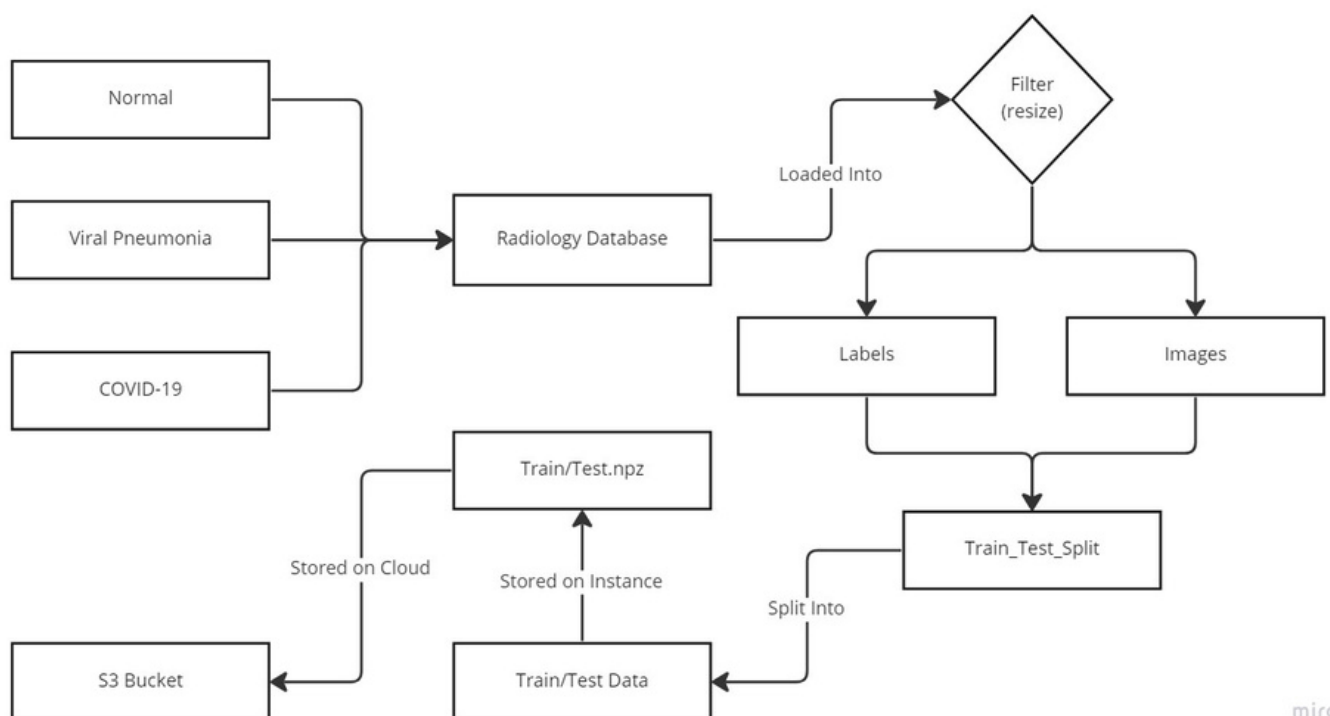 Normal
Filter
(resize)
Loaded Into
Viral Pneumonia
Radiology Database
Labels
Images
COVID-19
Train/Test.npz
Train_Test_Split
Stored on Cloud
Stored on Instance
Split Into
S3 Bucket
Train/Test Data